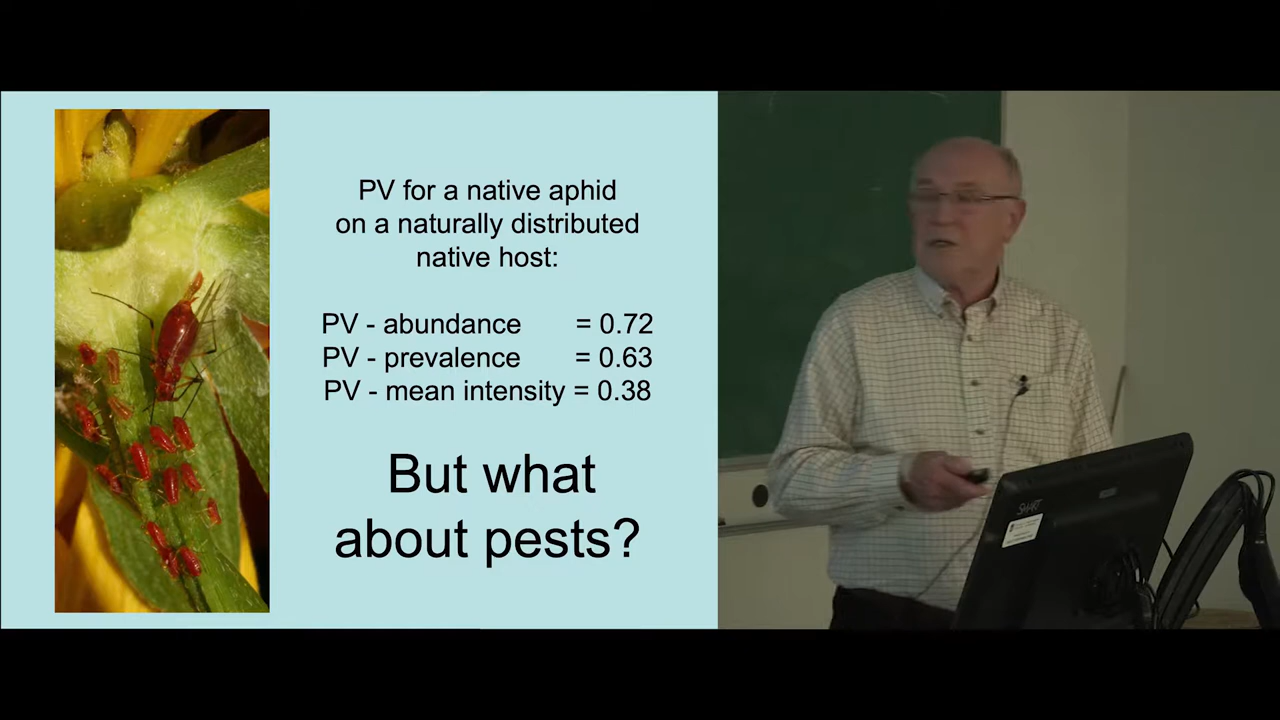 PV for a native aphid
on a naturally distributed
native host:
PV - abundance = 0.72
PV - prevalence = 0.63
PV - mean intensity = 0.38
But what
about pests?
SMART